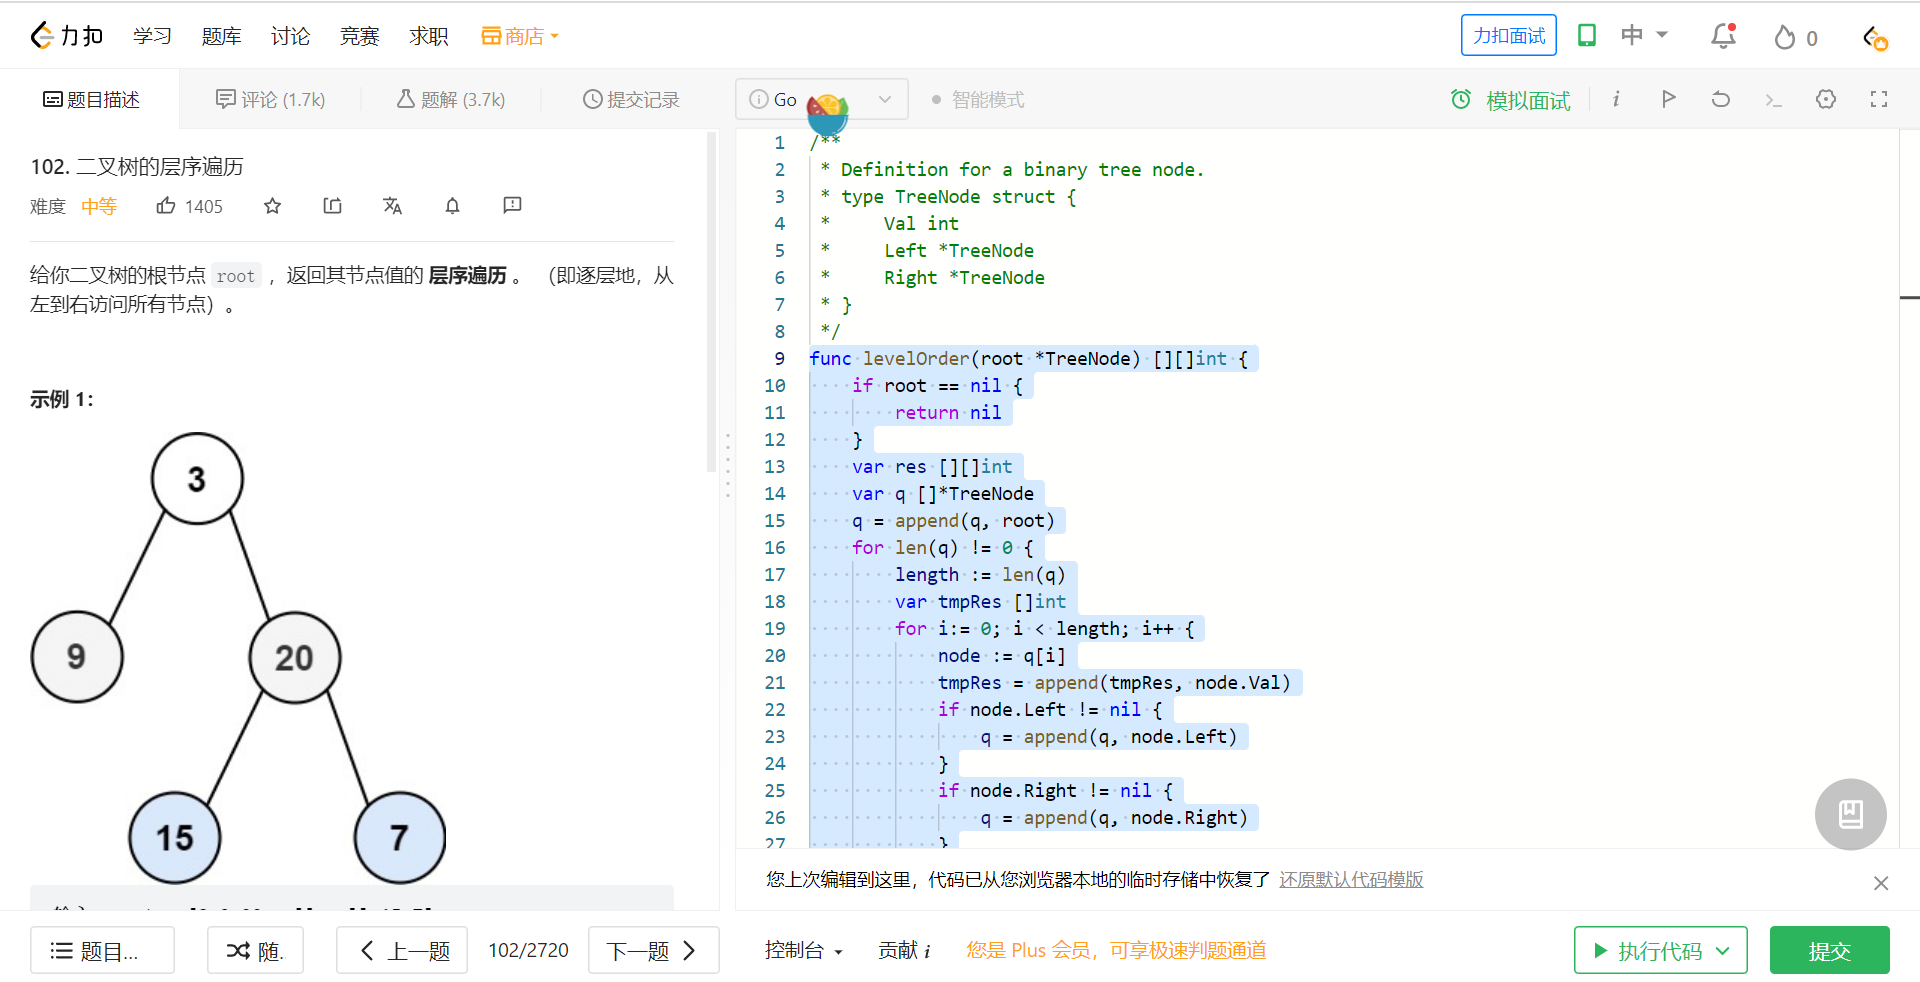 力扣 学习 题库 讨论 竞赛 求职 商店 力扣面试 中 0
题目描述 评论 (1.7k) 题解 (3.7k) 提交记录 Go 智能模式 模拟面试
102. 二叉树的层序遍历
难度 中等 1405
给你二叉树的根节点 root ，返回其节点值的 层序遍历 。 （即逐层地，从
左到右访问所有节点）。
示例 1：
3
9
20
15
7
1 /**
2  * Definition for a binary tree node.
3  * type TreeNode struct {
4  *     Val int
5  *     Left *TreeNode
6  *     Right *TreeNode
7  * }
8  */
9 func levelOrder(root *TreeNode) [][]int {
10     if root == nil {
11         return nil
12     }
13     var res [][]int
14     var q []*TreeNode
15     q = append(q, root)
16     for len(q) != 0 {
17         length := len(q)
18         var tmpRes []int
19         for i:= 0; i < length; i++ {
20             node := q[i]
21             tmpRes = append(tmpRes, node.Val)
22             if node.Left != nil {
23                 q = append(q, node.Left)
24             }
25             if node.Right != nil {
26                 q = append(q, node.Right)
27             }
您上次编辑到这里，代码已从您浏览器本地的临时存储中恢复了 还原默认代码模版
题目... 随. 上一题 102/2720 下一题 控制台 贡献 i 您是 Plus 会员，可享极速判题通道 执行代码 提交